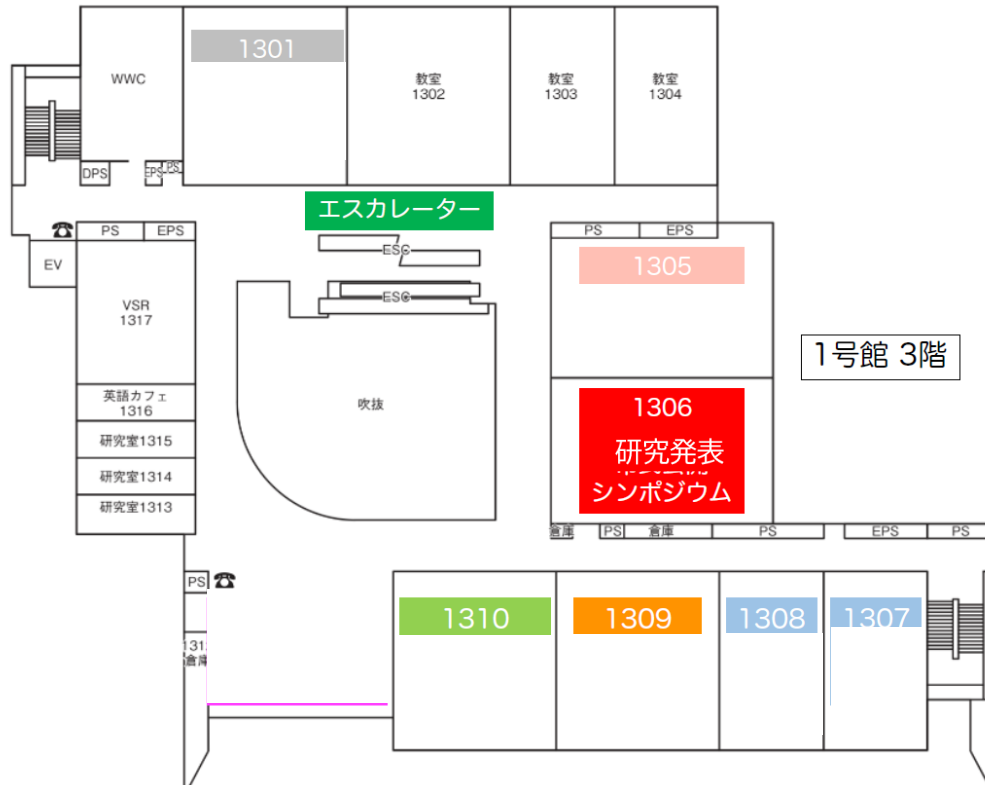 1301
WWC
教室
1302
教室
1303
教室
1304
DPS
EPS
PS
エスカレーター
PS
EPS
ESC
PS
EPS
EV
1305
ESC
VSR
1317
1号館 3階
英語カフェ
1316
吹抜
1306
研究発表
シンポジウム
研究室1315
研究室1314
研究室1313
倉庫
PS
倉庫
PS
EPS
PS
PS
1310
1309
1308
1307
倉庫